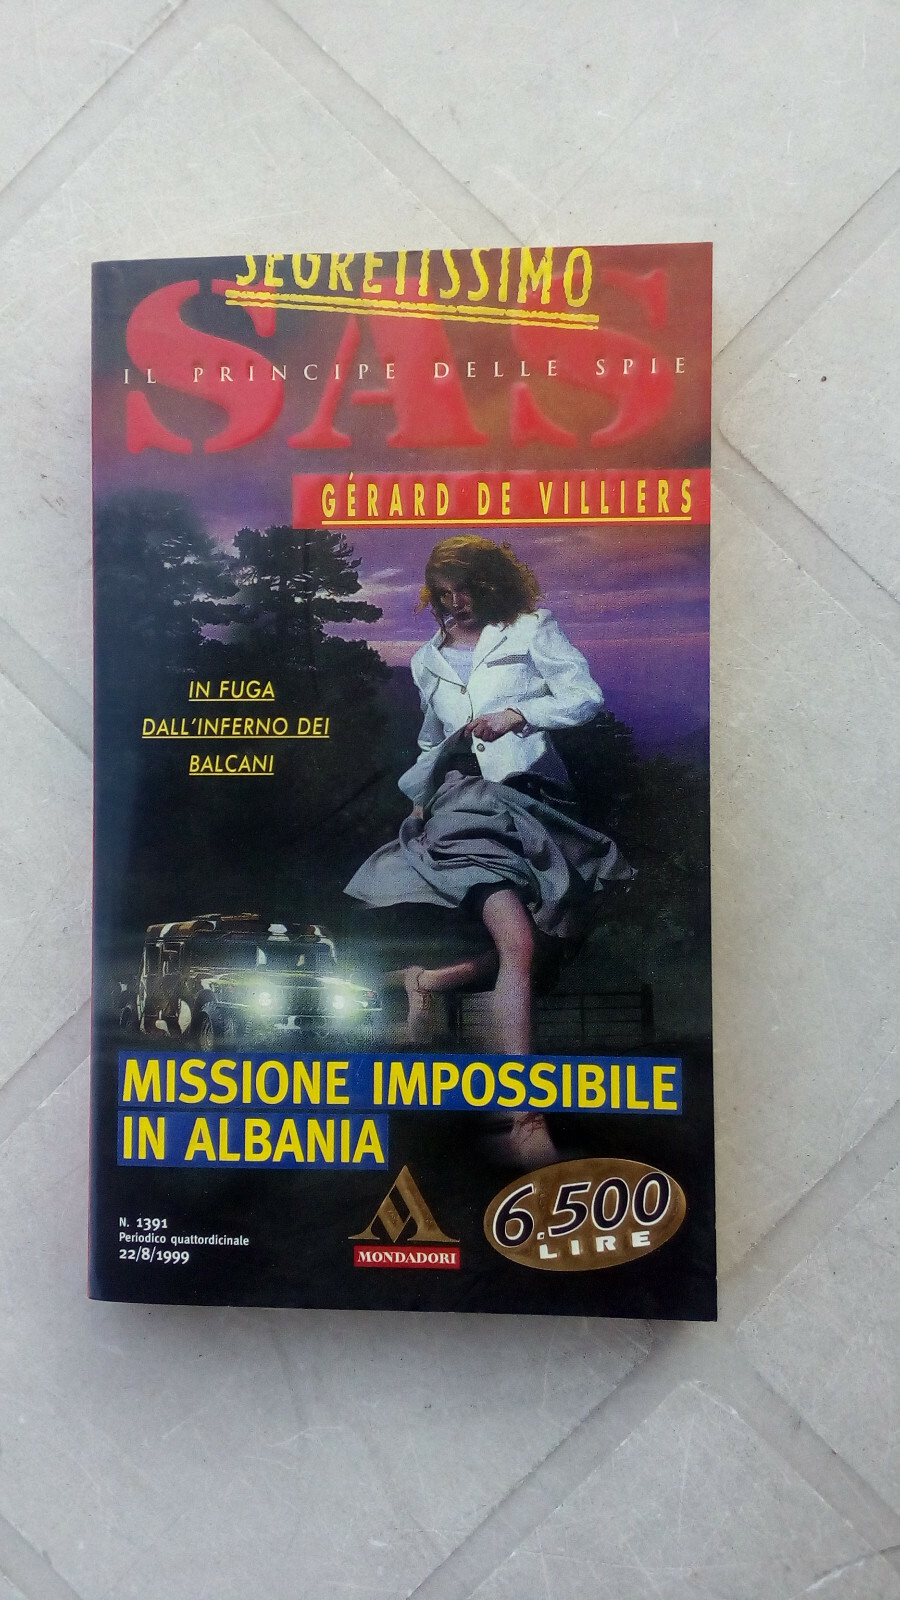 SEGRETISSIMO
SAS
IL PRINCIPE DELLE SPIE
GÉRARD DE VILLIERS
IN FUGA
DALL'INFERNO DEI
BALCANI
MISSIONE IMPOSSIBILE
IN ALBANIA
N. 1391
Periodico quattordicinale
22/8/1999
MONDADORI
6.500
LIRE